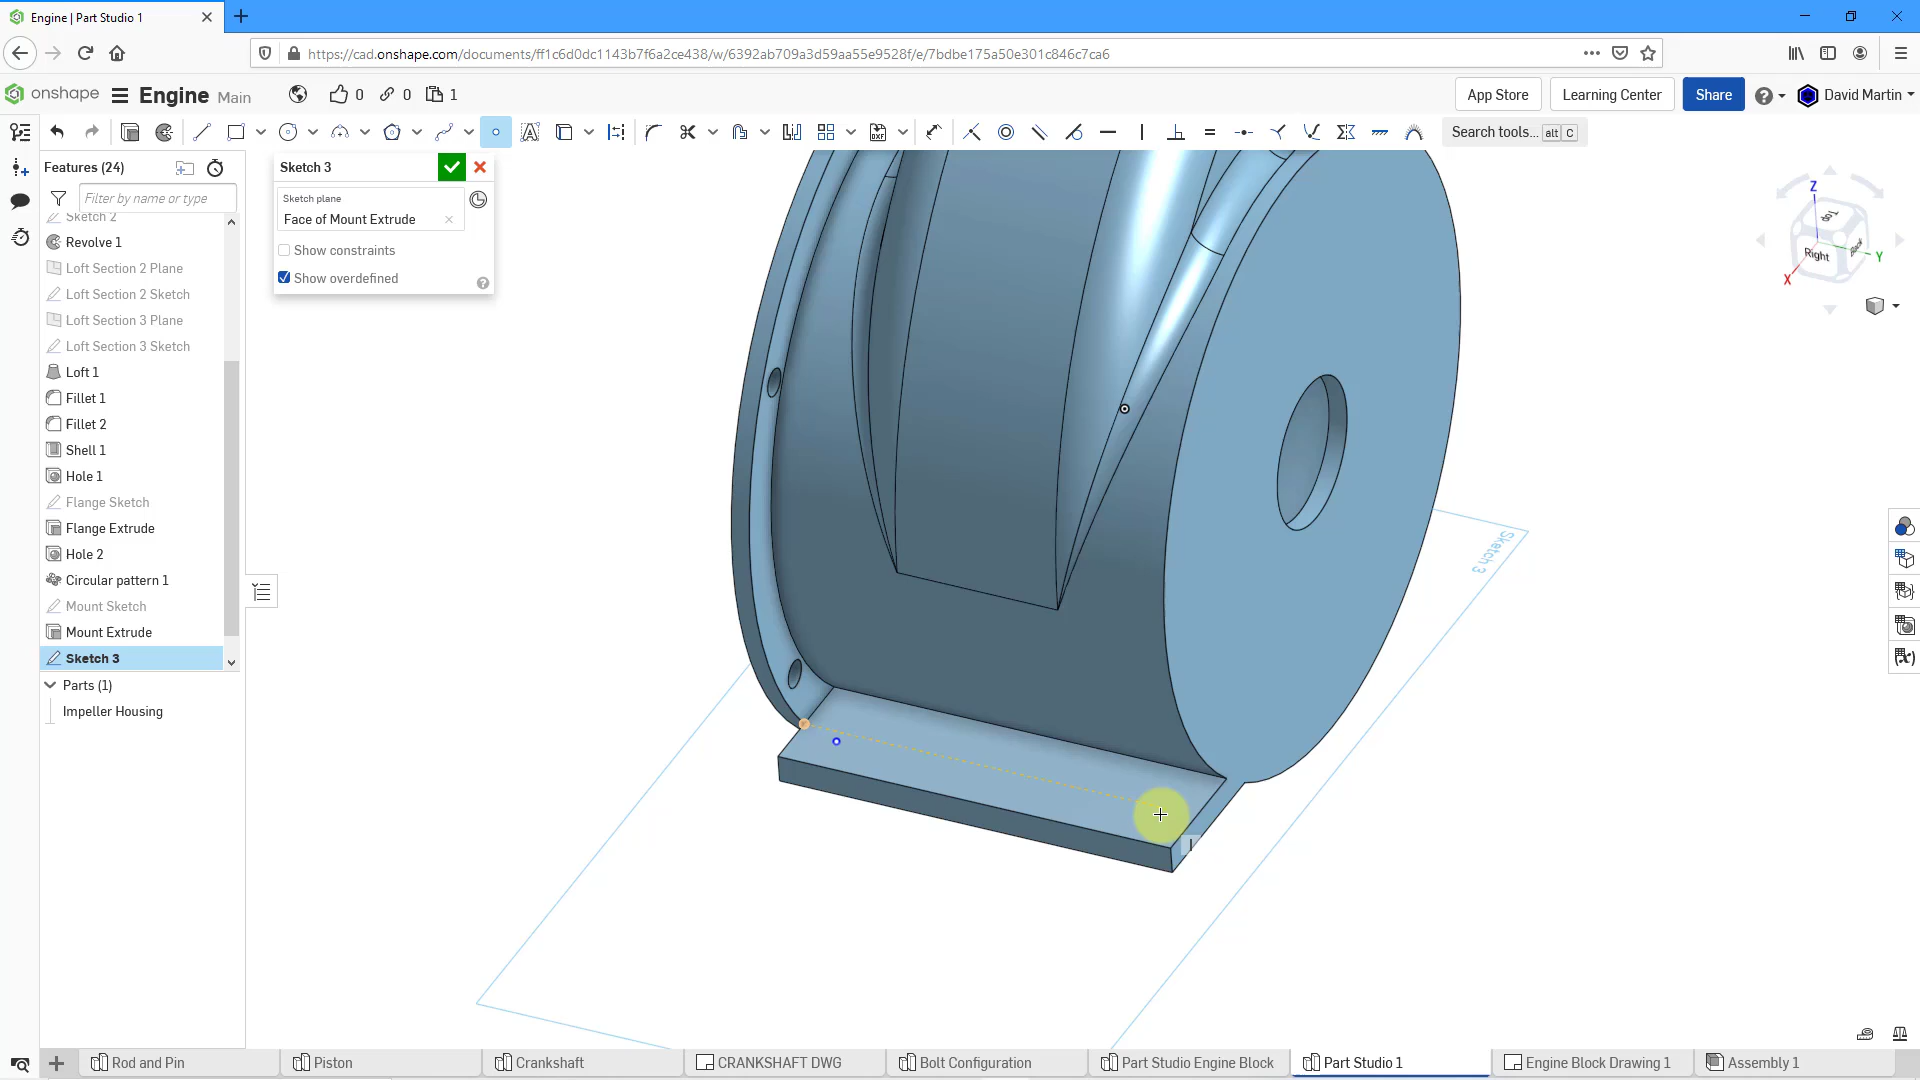 Engine | Part Studio 1
https://cad.onshape.com/documents/ff1c6d0dc1143b7f6a2ce438/w/6392ab709a3d59aa55e9528f/e/7bdbe175a50e301c846c7ca6
onshape Engine Main 0 0 1 App Store Learning Center Share David Martin
Search tools... alt C
Features (24)
Filter by name or type
Sketch 2
Revolve 1
Loft Section 2 Plane
Loft Section 2 Sketch
Loft Section 3 Plane
Loft Section 3 Sketch
Loft 1
Fillet 1
Fillet 2
Shell 1
Hole 1
Flange Sketch
Flange Extrude
Hole 2
Circular pattern 1
Mount Sketch
Mount Extrude
Sketch 3
Parts (1)
Impeller Housing
Sketch 3
Sketch plane
Face of Mount Extrude
Show constraints
Show overdefined
Sketch 3
Z
Top
Right
Back
X
Y
Rod and Pin
Piston
Crankshaft
CRANKSHAFT DWG
Bolt Configuration
Part Studio Engine Block
Part Studio 1
Engine Block Drawing 1
Assembly 1